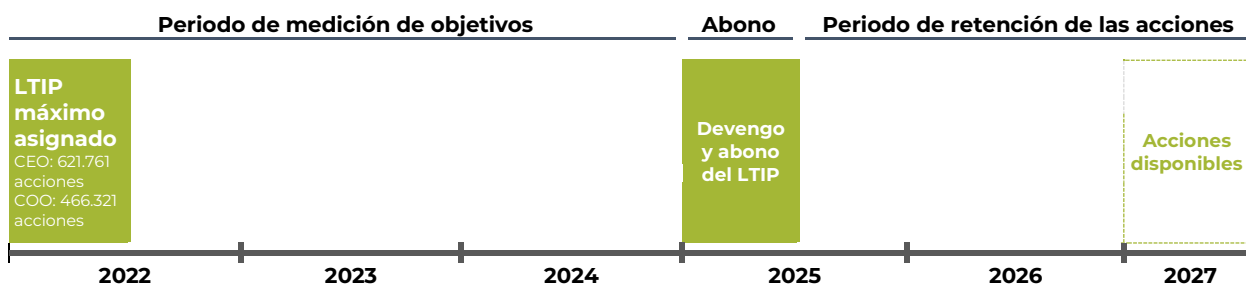 Periodo de medición de objetivos
Abono
Periodo de retención de las acciones
LTIP
máximo
asignado
CEO: 621.761
acciones
COO: 466.321
acciones
Devengo
y abono
del LTIP
Acciones
disponibles
2022
2023
2024
2025
2026
2027